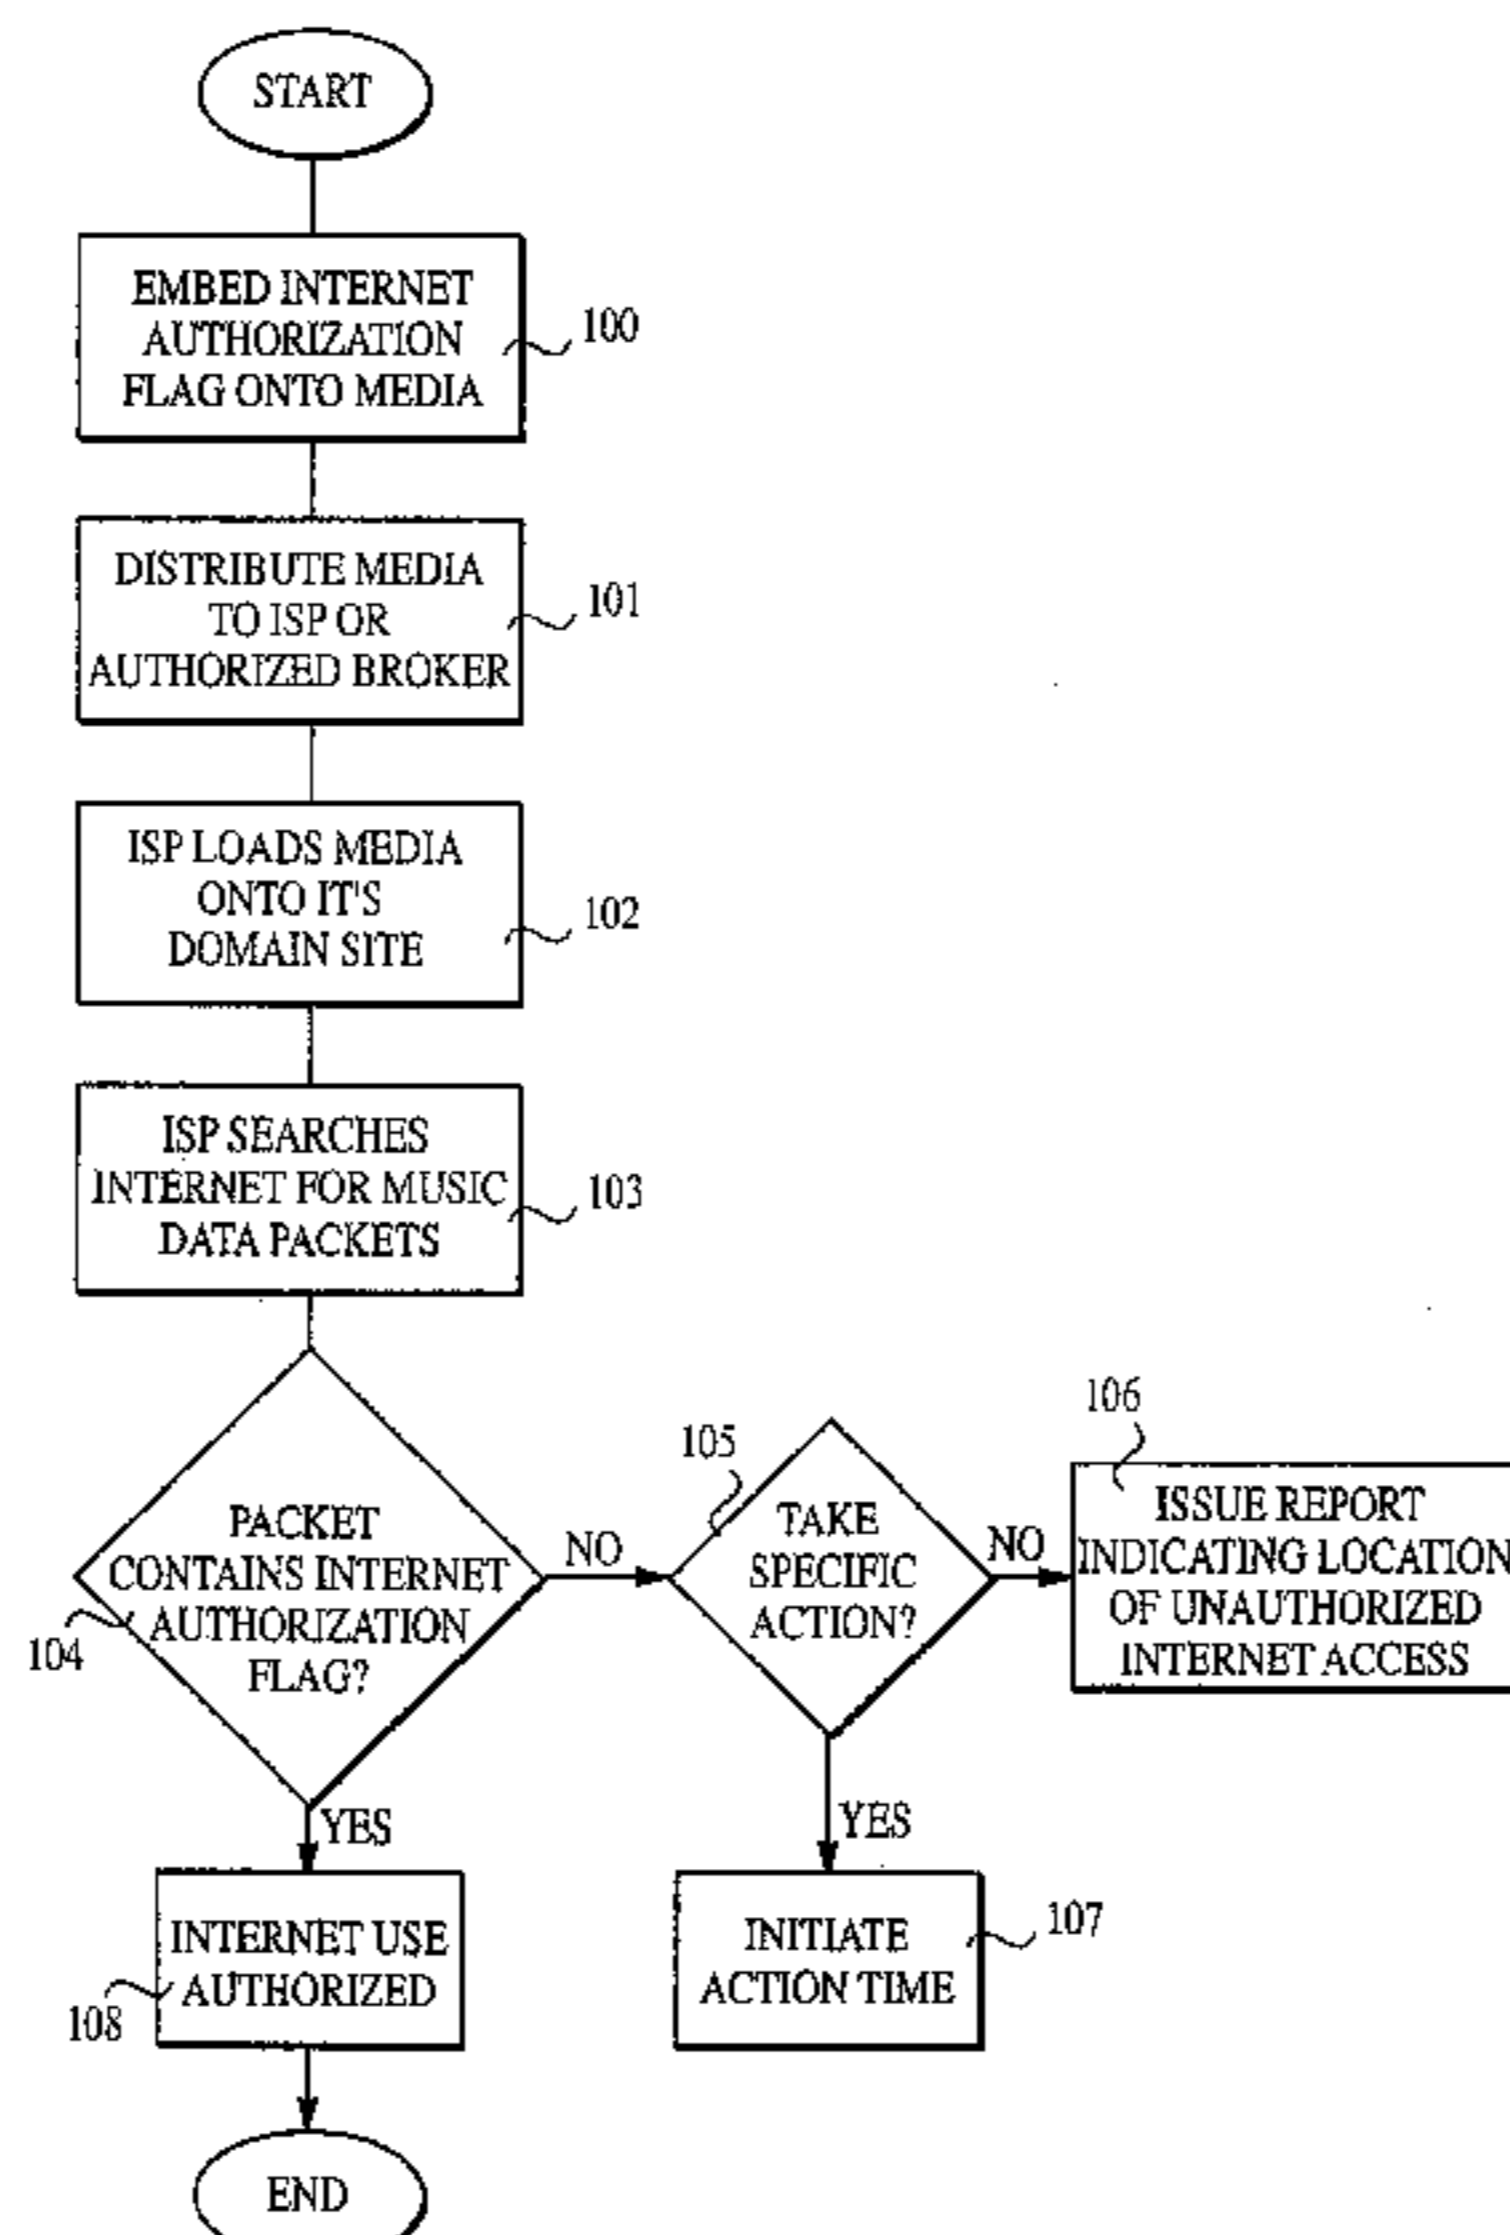 START
EMBED INTERNET
AUTHORIZATION
FLAG ONTO MEDIA
100
DISTRIBUTE MEDIA
TO ISP OR
AUTHORIZED BROKER
101
ISP LOADS MEDIA
ONTO IT'S
DOMAIN SITE
102
ISP SEARCHES
INTERNET FOR MUSIC
DATA PACKETS
103
PACKET
CONTAINS INTERNET
AUTHORIZATION
FLAG?
104
NO
105
TAKE
SPECIFIC
ACTION?
NO
106
ISSUE REPORT
INDICATING LOCATION
OF UNAUTHORIZED
INTERNET ACCESS
YES
YES
INTERNET USE
AUTHORIZED
108
INITIATE
ACTION TIME
107
END